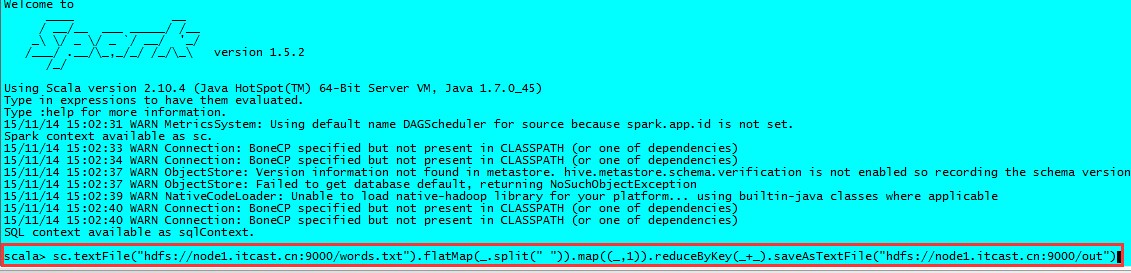 Welcome to
Spark version 1.5.2
Using Scala version 2.10.4 (Java HotSpot(TM) 64-Bit Server VM, Java 1.7.0_45)
Type in expressions to have them evaluated.
Type :help for more information.
15/11/14 15:02:31 WARN MetricsSystem: Using default name DAGScheduler for source because spark.app.id is not set.
Spark context available as sc.
15/11/14 15:02:33 WARN Connection: BoneCP specified but not present in CLASSPATH (or one of dependencies)
15/11/14 15:02:34 WARN Connection: BoneCP specified but not present in CLASSPATH (or one of dependencies)
15/11/14 15:02:37 WARN ObjectStore: Version information not found in metastore. hive.metastore.schema.verification is not enabled so recording the schema version
15/11/14 15:02:37 WARN ObjectStore: Failed to get database default, returning NoSuchObjectException
15/11/14 15:02:39 WARN NativeCodeLoader: Unable to load native-hadoop library for your platform... using builtin-java classes where applicable
15/11/14 15:02:40 WARN Connection: BoneCP specified but not present in CLASSPATH (or one of dependencies)
15/11/14 15:02:40 WARN Connection: BoneCP specified but not present in CLASSPATH (or one of dependencies)
SQL context available as sqlContext.
scala> sc.textFile("hdfs://node1.itcast.cn:9000/words.txt").flatMap(_.split(" ")).map((_,1)).reduceByKey(_+_).saveAsTextFile("hdfs://node1.itcast.cn:9000/out")